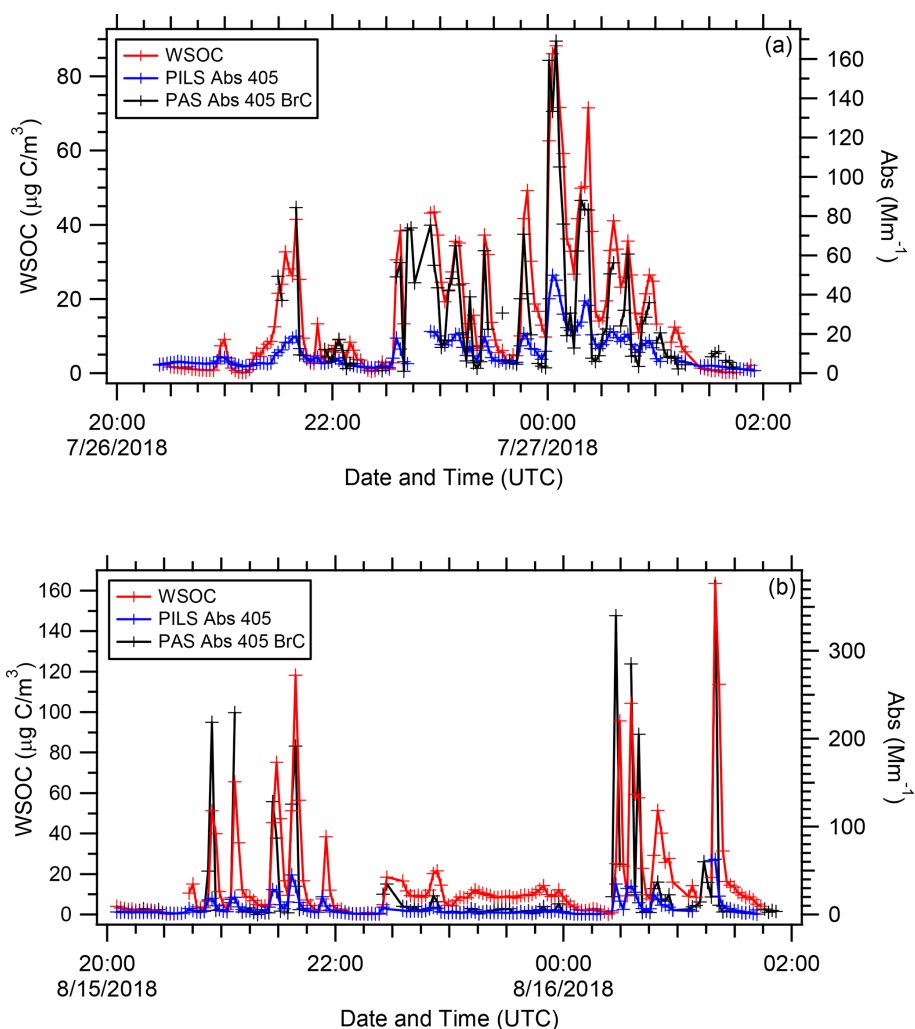 (a)
WSOC
PILS Abs 405
PAS Abs 405 BrC
WSOC (µg C/m³)
80
60
40
20
0
Abs (Mm⁻¹)
160
140
120
100
80
60
40
20
0
20:00 22:00 00:00 02:00
7/26/2018 7/27/2018
Date and Time (UTC)
(b)
WSOC
PILS Abs 405
PAS Abs 405 BrC
WSOC (µg C/m³)
160
140
120
100
80
60
40
20
0
Abs (Mm⁻¹)
300
200
100
0
20:00 22:00 00:00 02:00
8/15/2018 8/16/2018
Date and Time (UTC)